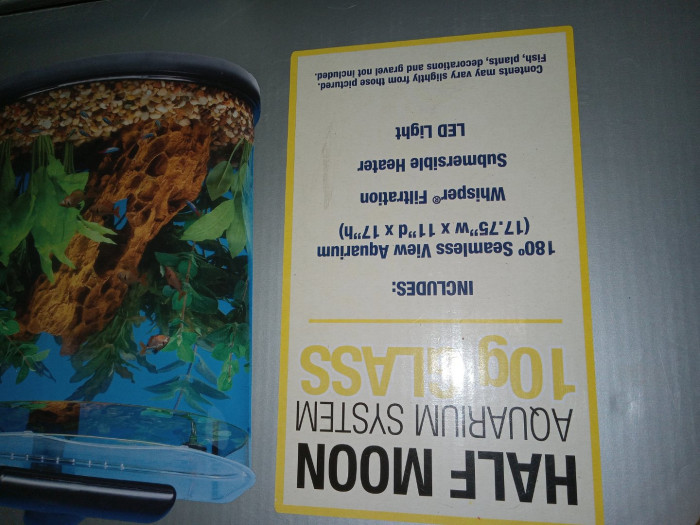 HALF MOON
AQUARIUM SYSTEM
10g GLASS
INCLUDES:
180º Seamless View Aquarium
(17.75”w x 11”d x 17”h)
Whisper® Filtration
Submersible Heater
LED Light
Contents may vary slightly from those pictured.
Fish, plants, decorations and gravel not included.